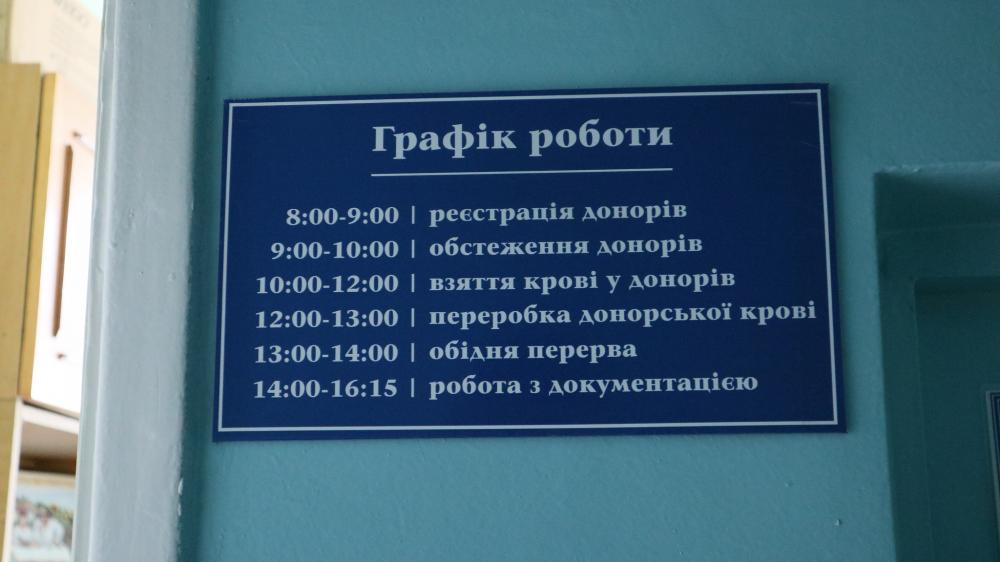 Графік роботи
8:00-9:00 | реєстрація донорів
9:00-10:00 | обстеження донорів
10:00-12:00 | взяття крові у донорів
12:00-13:00 | переробка донорської крові
13:00-14:00 | обідня перерва
14:00-16:15 | робота з документацією